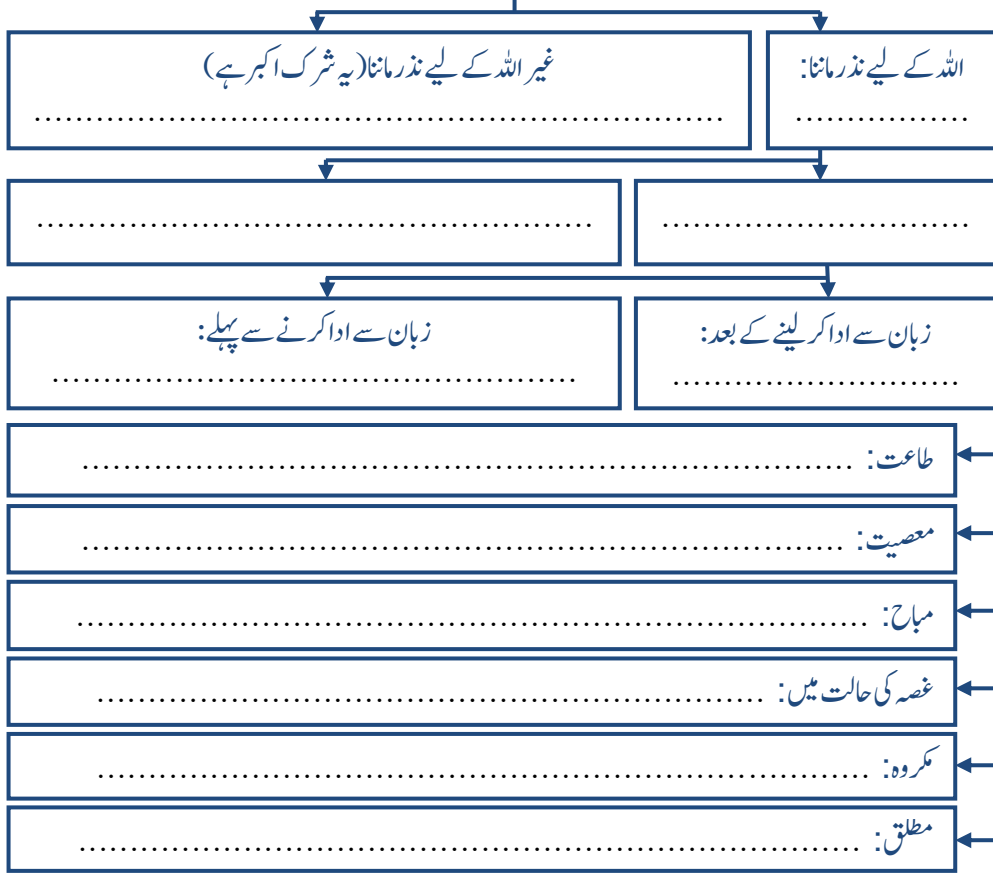 اللہ کے لیے نذر ماننا:
.................
غیر اللہ کے لیے نذر ماننا (یہ شرک اکبر ہے)
...................................................................
.............................
......................................................
زبان سے ادا کر لینے کے بعد:
............................
زبان سے ادا کرنے سے پہلے:
...................................................
طاعت: ...........................................................................
معصیت: ..........................................................................
مباح: .............................................................................
غصہ کی حالت میں: .................................................................
مکروہ: ...........................................................................
مطلق: ............................................................................